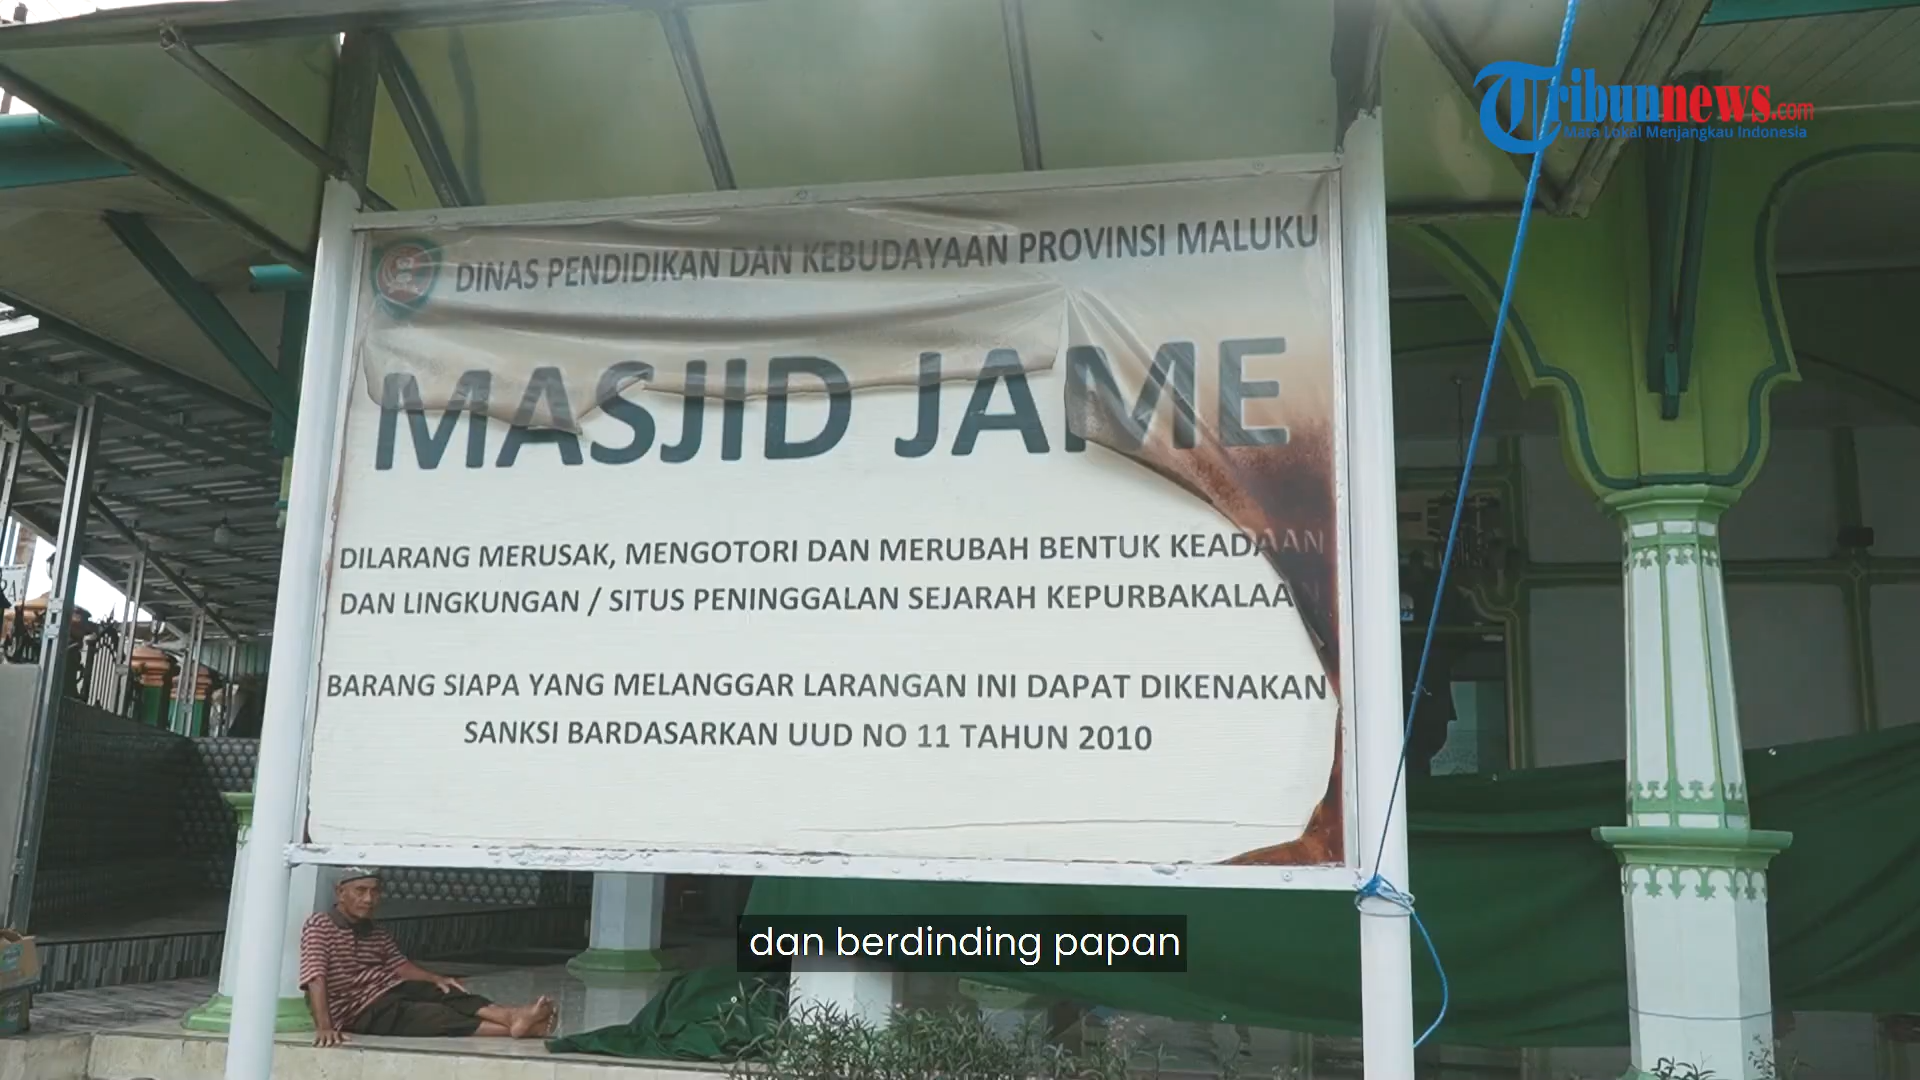 Tribunnews.com
Mata Lokal Menjangkau Indonesia
DINAS PENDIDIKAN DAN KEBUDAYAAN PROVINSI MALUKU
MASJID JAME
DILARANG MERUSAK, MENGOTORI DAN MERUBAH BENTUK KEADAAN
DAN LINGKUNGAN / SITUS PENINGGALAN SEJARAH KEPURBAKALAAN
BARANG SIAPA YANG MELANGGAR LARANGAN INI DAPAT DIKENAKAN
SANKSI BARDASARKAN UUD NO 11 TAHUN 2010
dan berdinding papan